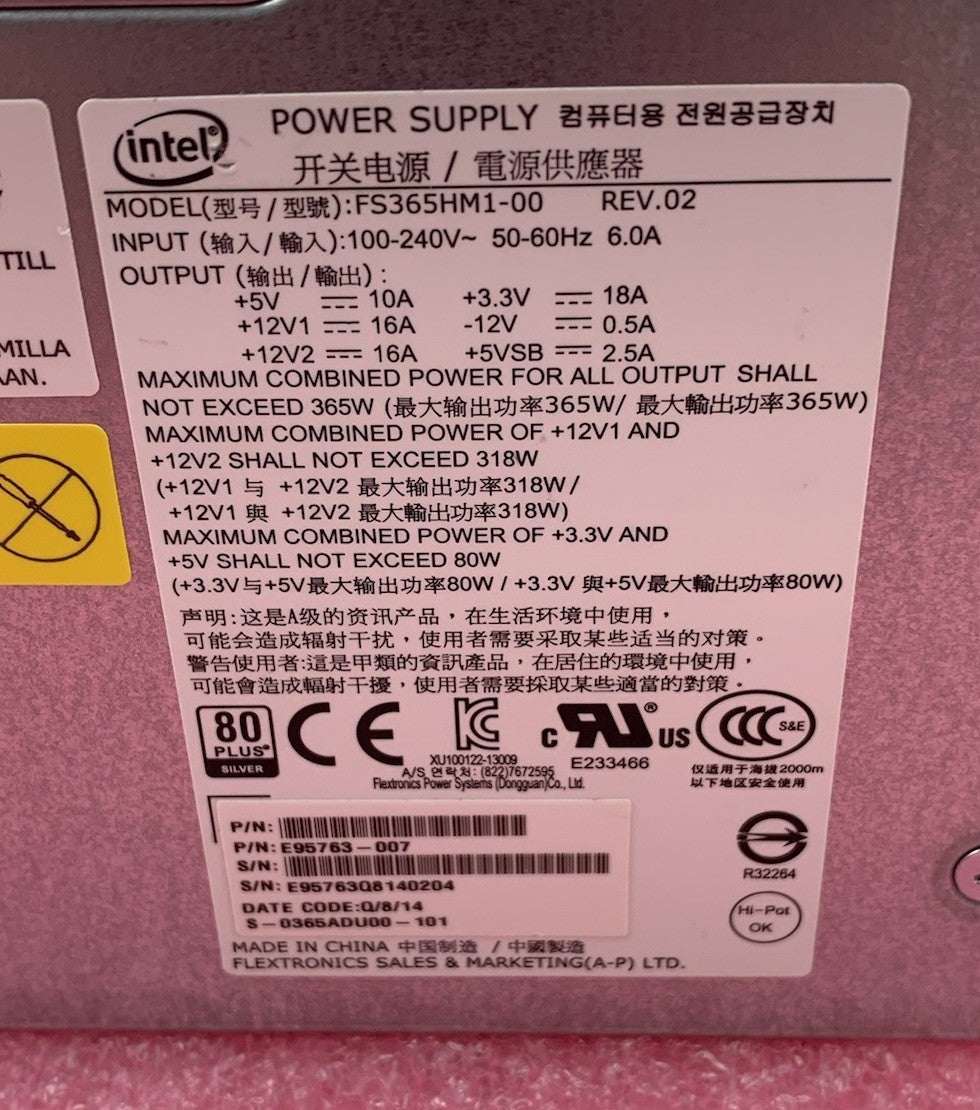 TILL
MILLA
AN.
intel® POWER SUPPLY 컴퓨터용 전원공급장치
开关电源 / 電源供應器
MODEL(型号/型號):FS365HM1-00 REV.02
INPUT (输入/輸入):100-240V~ 50-60Hz 6.0A
OUTPUT (输出/輸出) :
+5V 10A +3.3V 18A
+12V1 16A -12V 0.5A
+12V2 16A +5VSB 2.5A
MAXIMUM COMBINED POWER FOR ALL OUTPUT SHALL
NOT EXCEED 365W (最大输出功率365W/ 最大輸出功率365W)
MAXIMUM COMBINED POWER OF +12V1 AND
+12V2 SHALL NOT EXCEED 318W
(+12V1 与 +12V2 最大输出功率318W/
+12V1 與 +12V2 最大輸出功率318W)
MAXIMUM COMBINED POWER OF +3.3V AND
+5V SHALL NOT EXCEED 80W
(+3.3V与+5V最大输出功率80W / +3.3V 與+5V最大輸出功率80W)
声明:这是A级的资讯产品，在生活环境中使用，
可能会造成辐射干扰，使用者需要采取某些适当的对策。
警告使用者:這是甲類的資訊產品，在居住的環境中使用，
可能會造成輻射干擾，使用者需要採取某些適當的對策。
80 PLUS® SILVER
CE
KC
XU100122-13009
A/S 연락처: (822)7672595
Flextronics Power Systems (Dongguan)Co., Ltd.
c RU® US
E233466
CCC S&E
仅适用于海拔2000m
以下地区安全使用
P/N:
P/N: E95763-007
S/N:
S/N: E95763Q8140204
DATE CODE:Q/8/14
S-0365ADU00-101
R32264
Hi-Pot
OK
MADE IN CHINA 中国制造 / 中國製造
FLEXTRONICS SALES & MARKETING(A-P) LTD.